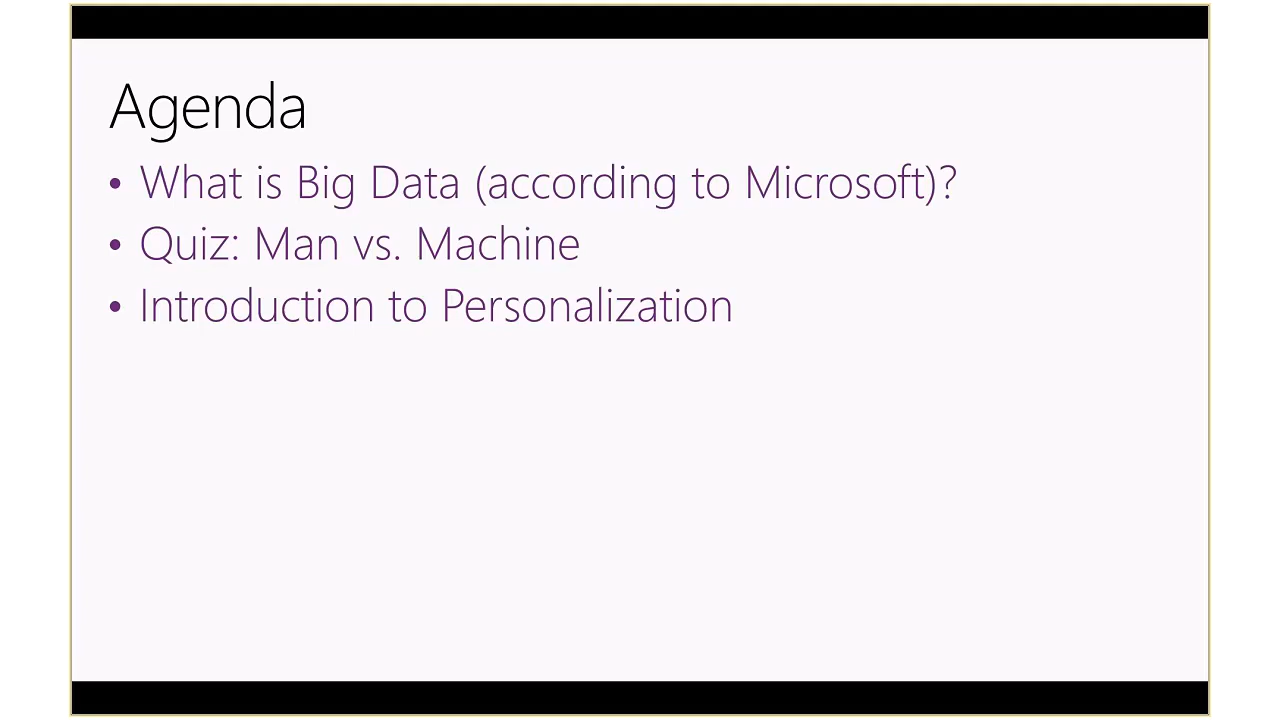 Agenda
• What is Big Data (according to Microsoft)?
• Quiz: Man vs. Machine
• Introduction to Personalization